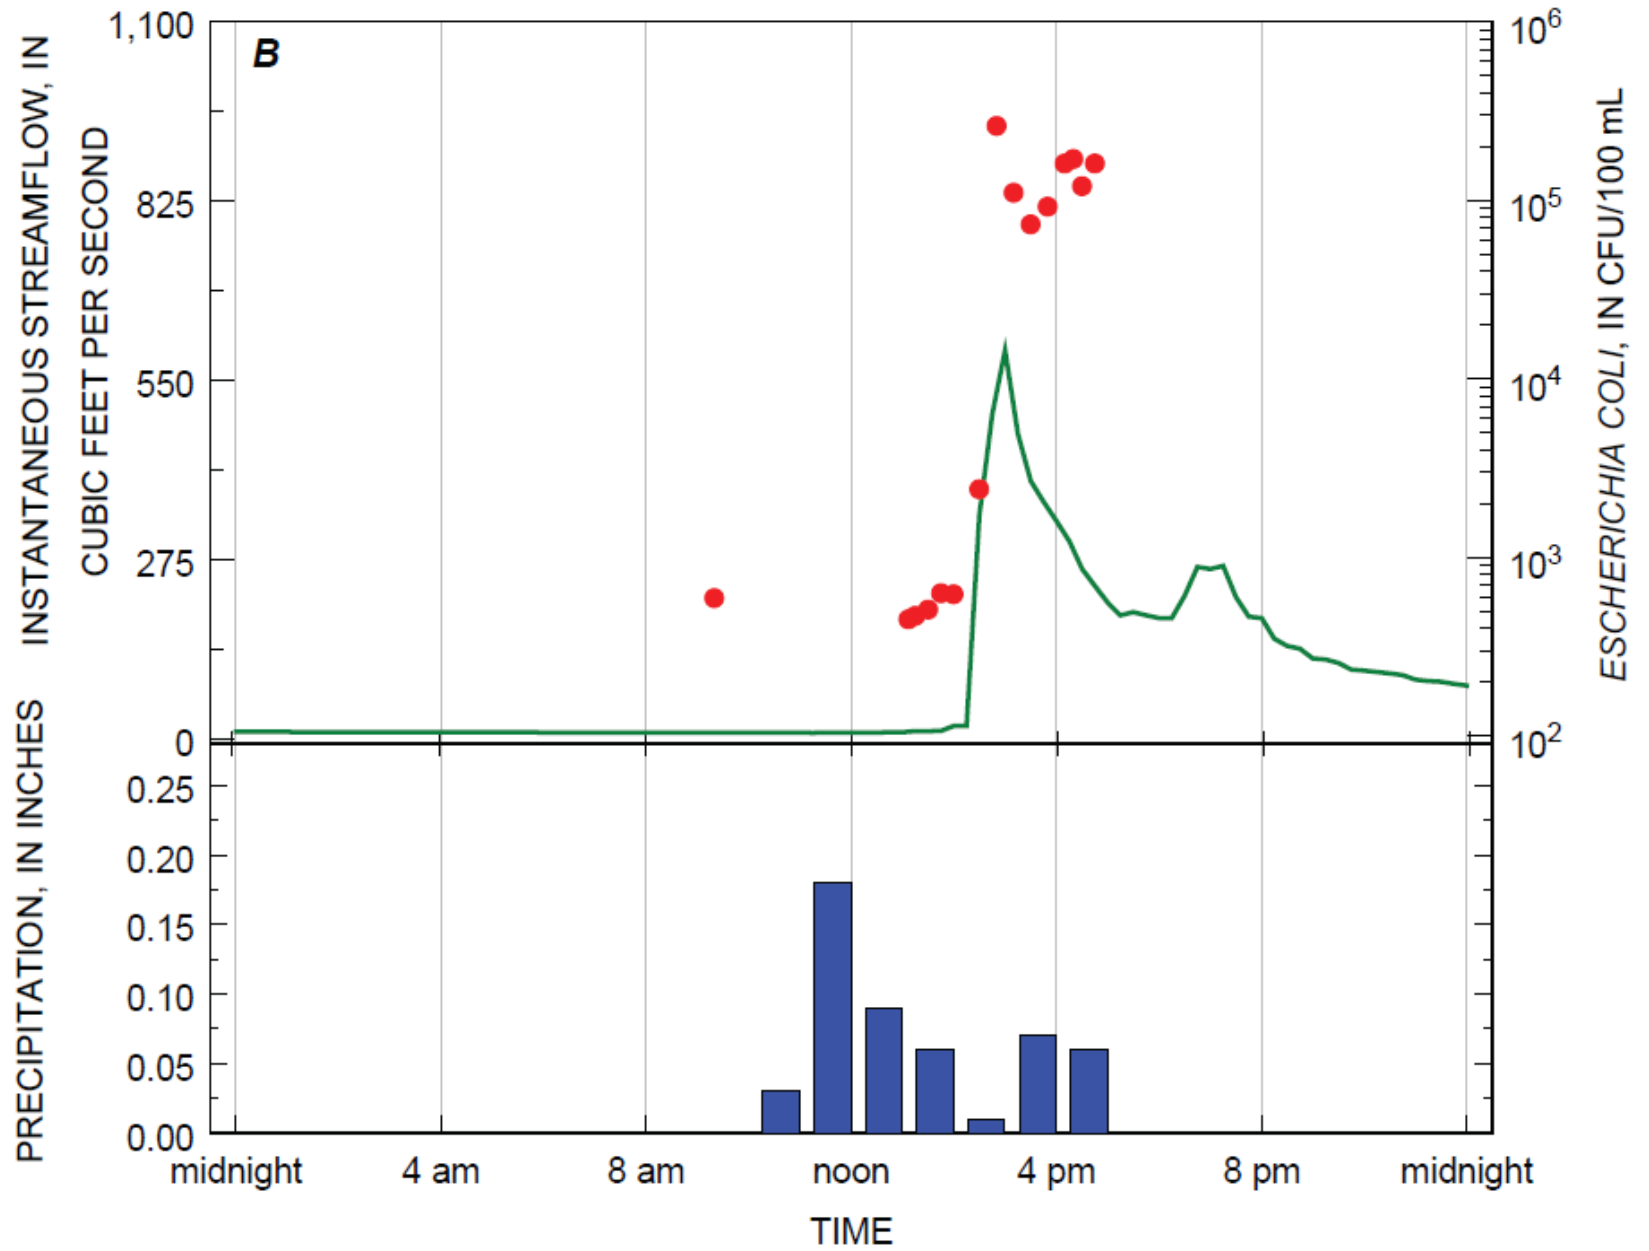 B
INSTANTANEOUS STREAMFLOW, IN
CUBIC FEET PER SECOND
1,100
825
550
275
0
10⁶
10⁵
10⁴
10³
10²
ESCHERICHIA COLI, IN CFU/100 mL
PRECIPITATION, IN INCHES
0.25
0.20
0.15
0.10
0.05
0.00
midnight 4 am 8 am noon 4 pm 8 pm midnight
TIME